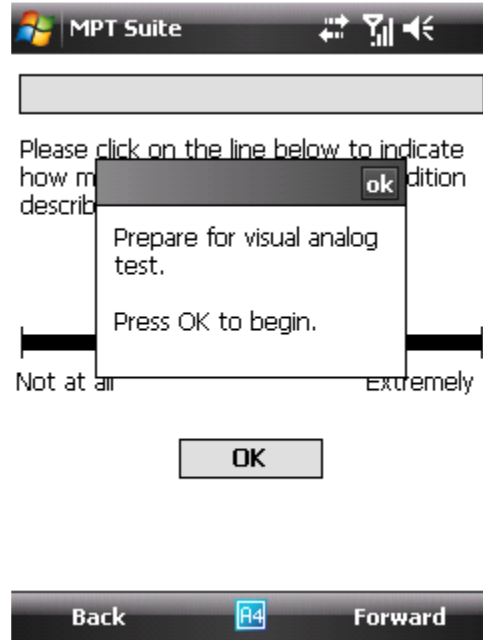 MPT Suite
Please click on the line below to indicate
how m
dition
describ
ok
Prepare for visual analog
test.
Press OK to begin.
Not at all
Extremely
OK
Back
A4
Forward